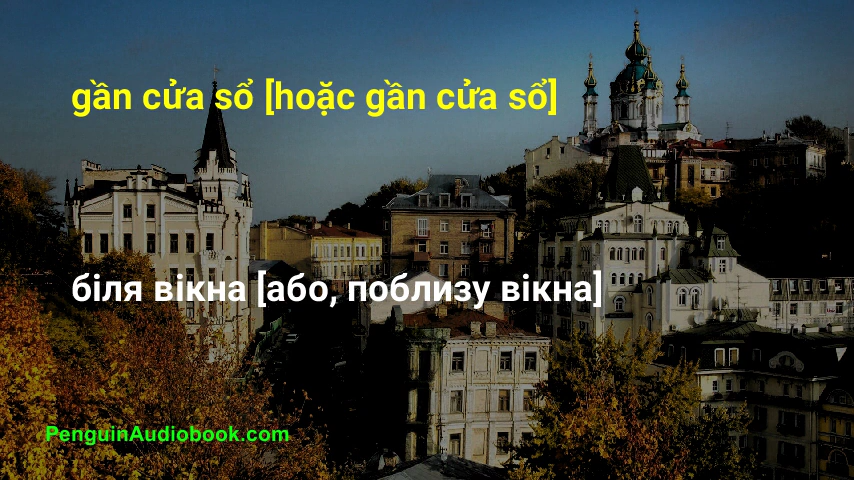 gần cửa sổ [hoặc gần cửa sổ]
біля вікна [або, поблизу вікна]
PenguinAudiobook.com